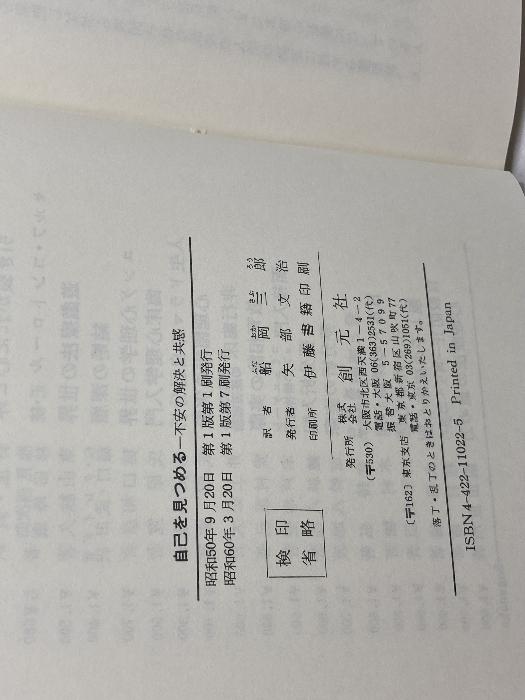 自己を見つめる—不安の解決と共感
昭和50年9月20日 第1版第1刷発行
昭和60年3月20日 第1版第7刷発行
検印
省略
訳者 船岡三郎
ふなおかさぶろう
発行者 矢部文治
印刷所 伊藤書籍印刷
発行所 株式会社 創元社
(〒530) 大阪市北区西天満1-4-2
電話・大阪 06(363)2531(代)
振替大阪 5-57099
(〒162) 東京支店 東京都新宿区山吹町77
電話・東京 03(269)1051(代)
落丁・乱丁のときはおとりかえいたします。
ISBN4-422-11022-5 Printed in Japan